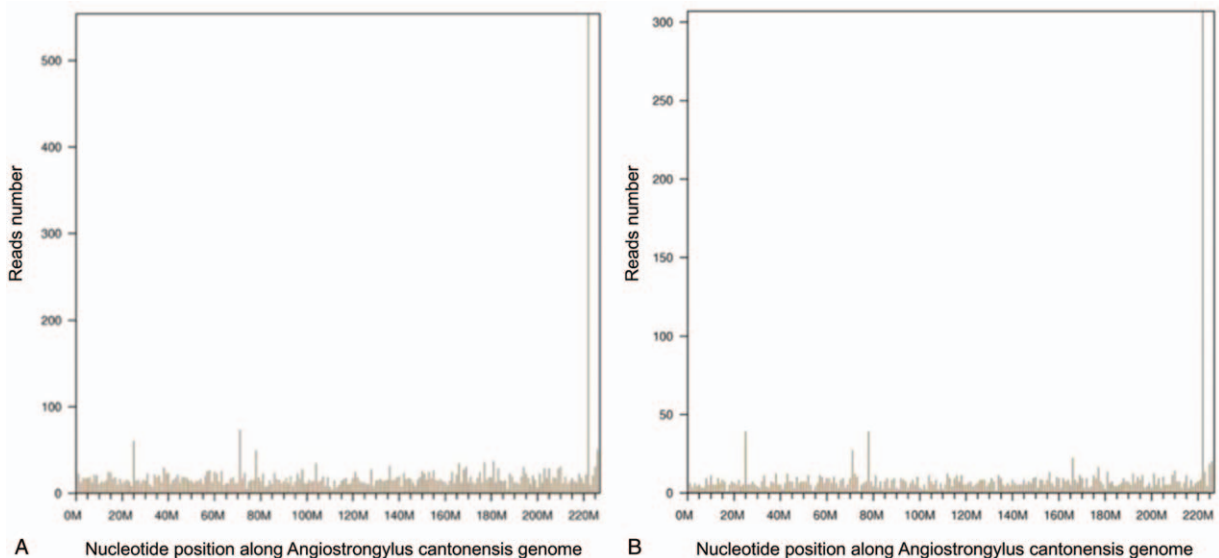 500
400
300
200
100
0
Reads number
0M 20M 40M 60M 80M 100M 120M 140M 160M 180M 200M 220M
A Nucleotide position along Angiostrongylus cantonensis genome
300
250
200
150
100
50
0
Reads number
0M 20M 40M 60M 80M 100M 120M 140M 160M 180M 200M 220M
B Nucleotide position along Angiostrongylus cantonensis genome